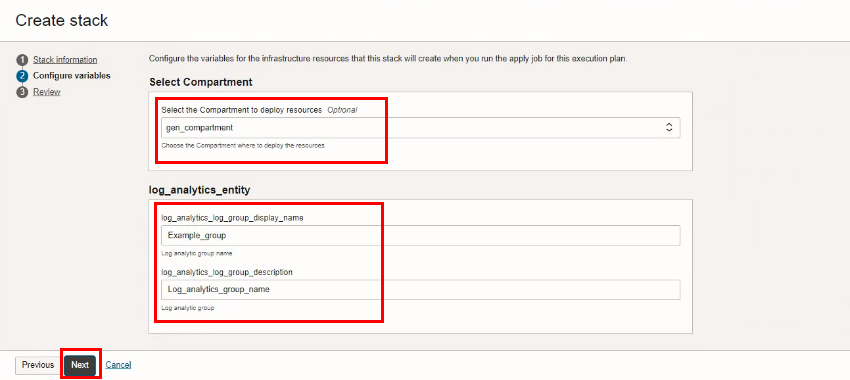 Create stack
1 Stack information
2 Configure variables
3 Review
Configure the variables for the infrastructure resources that this stack will create when you run the apply job for this execution plan.
Select Compartment
Select the Compartment to deploy resources Optional
gen_compartment
Choose the Compartment where to deploy the resources
log_analytics_entity
log_analytics_log_group_display_name
Example_group
Log analytic group name
log_analytics_log_group_description
Log_analytics_group_name
Log analytic group
Previous Next Cancel